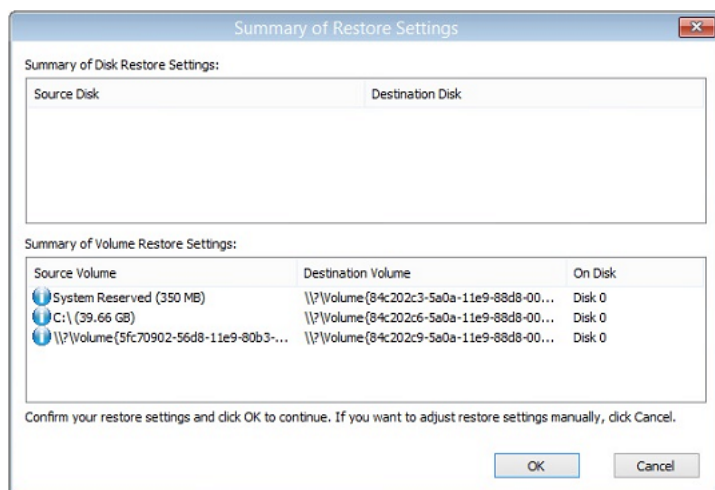 Summary of Restore Settings
Summary of Disk Restore Settings:
Source Disk Destination Disk
Summary of Volume Restore Settings:
Source Volume Destination Volume On Disk
System Reserved (350 MB) \\?\Volume{84c202c3-5a0a-11e9-88d8-00... Disk 0
C:\ (39.66 GB) \\?\Volume{84c202c6-5a0a-11e9-88d8-00... Disk 0
\\?\Volume{5fc70902-56d8-11e9-80b3-... \\?\Volume{84c202c9-5a0a-11e9-88d8-00... Disk 0
Confirm your restore settings and click OK to continue. If you want to adjust restore settings manually, click Cancel.
OK Cancel